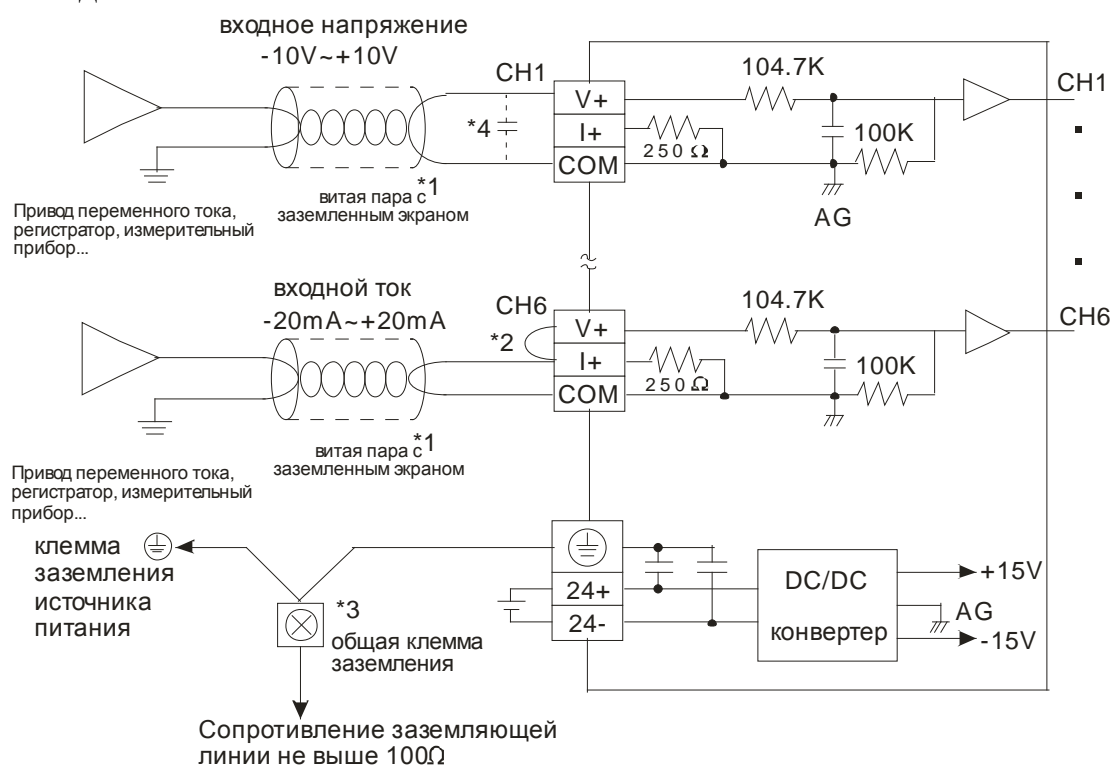 входное напряжение
-10V~+10V
CH1
V+
I+
COM
*4
104.7K
250 Ω
100K
AG
CH1
*1
витая пара с
заземленным экраном
Привод переменного тока,
регистратор, измерительный
прибор...
входной ток
-20mA~+20mA
CH6
V+
I+
COM
*2
104.7K
250 Ω
100K
CH6
*1
витая пара с
заземленным экраном
Привод переменного тока,
регистратор, измерительный
прибор...
клемма
заземления
источника
питания
*3
общая клемма
заземления
24+
24-
DC/DC
конвертер
+15V
AG
-15V
Сопротивление заземляющей
линии не выше 100Ω